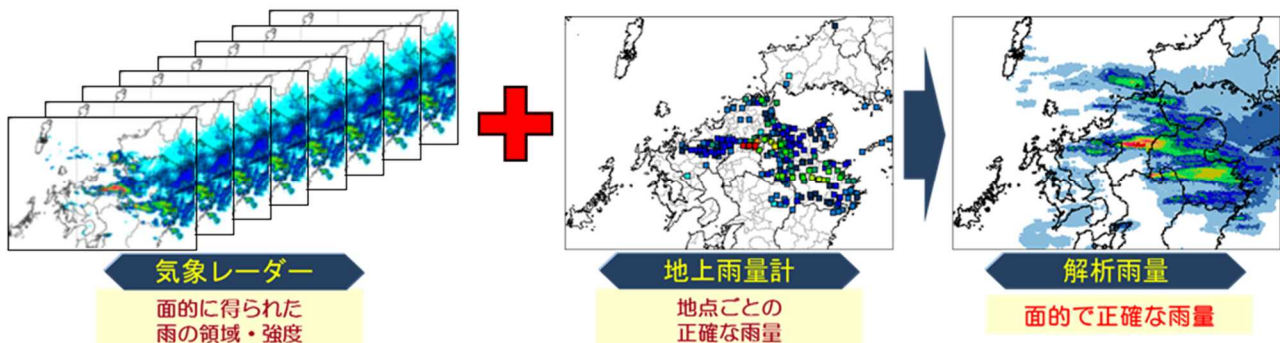 気象レーダー
面的に得られた
雨の領域・強度
地上雨量計
地点ごとの
正確な雨量
解析雨量
面的で正確な雨量